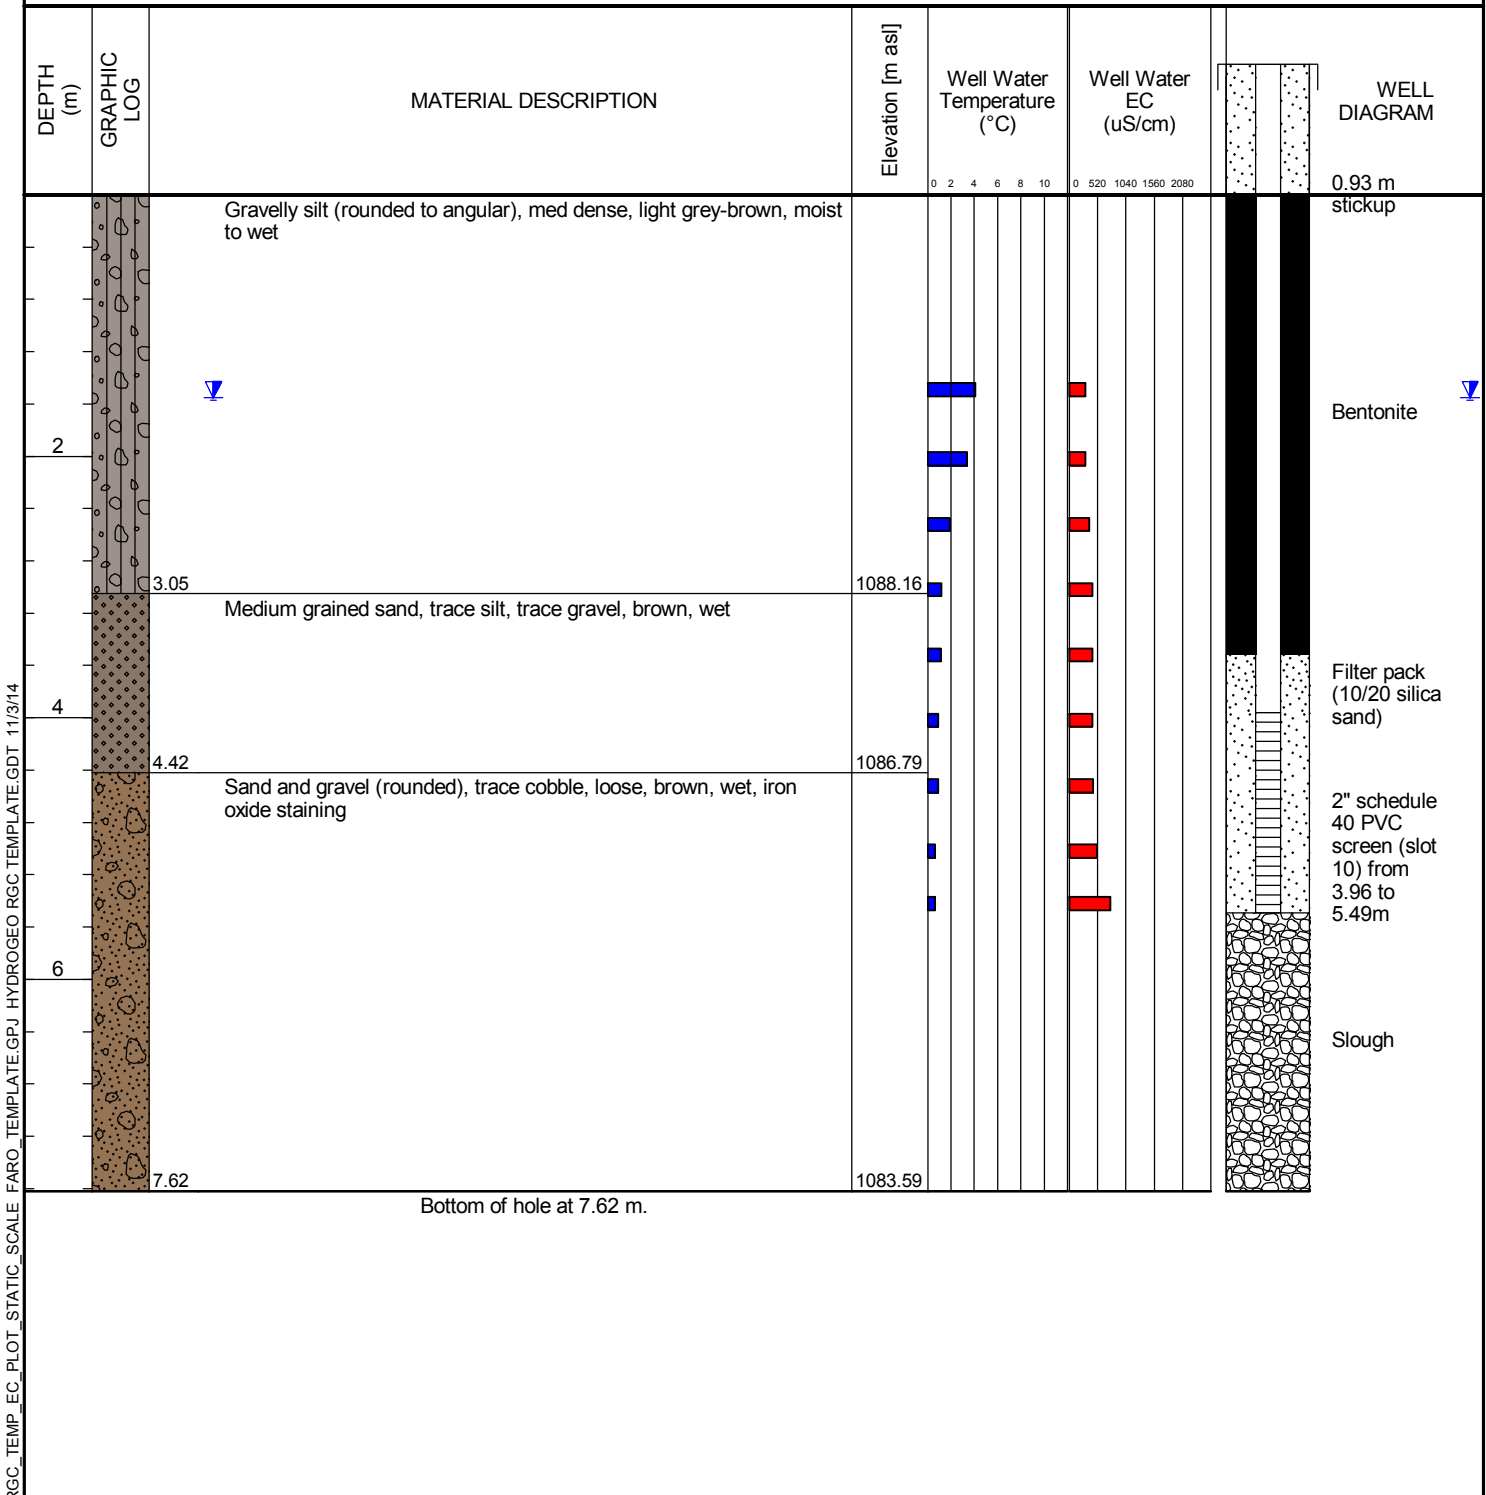 DEPTH
(m)
GRAPHIC
LOG
MATERIAL DESCRIPTION
Elevation [m asl]
Well Water
Temperature
(°C)
0 2 4 6 8 10
Well Water
EC
(uS/cm)
0 520 1040 1560 2080
WELL
DIAGRAM
0.93 m
stickup
Gravelly silt (rounded to angular), med dense, light grey-brown, moist
to wet
Bentonite
2
3.05
1088.16
Medium grained sand, trace silt, trace gravel, brown, wet
Filter pack
(10/20 silica
sand)
4
4.42
1086.79
Sand and gravel (rounded), trace cobble, loose, brown, wet, iron
oxide staining
2" schedule
40 PVC
screen (slot
10) from
3.96 to
5.49m
6
Slough
7.62
1083.59
Bottom of hole at 7.62 m.
RGC_TEMP_EC_PLOT_STATIC_SCALE FARO_TEMPLATE.GPJ HYDROGEO RGC TEMPLATE.GDT 11/3/14